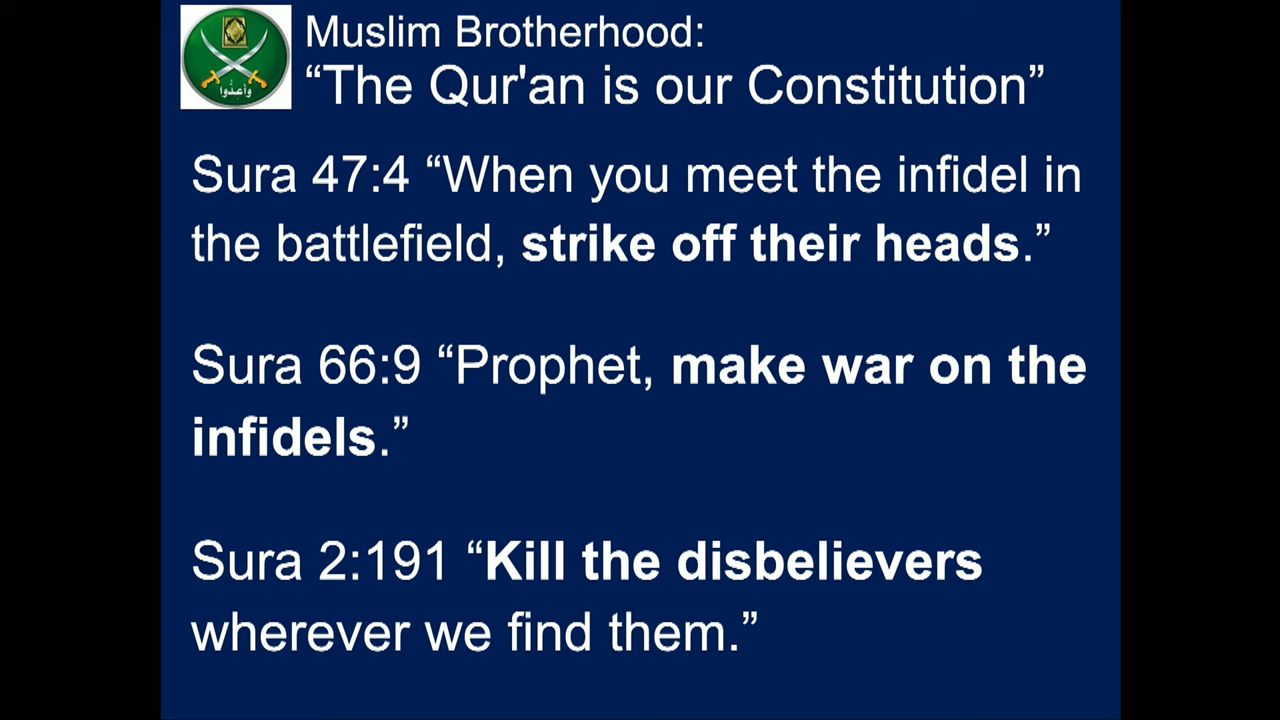 Muslim Brotherhood:
“The Qur'an is our Constitution”
وأعدوا
Sura 47:4 “When you meet the infidel in
the battlefield, strike off their heads.”
Sura 66:9 “Prophet, make war on the
infidels.”
Sura 2:191 “Kill the disbelievers
wherever we find them.”